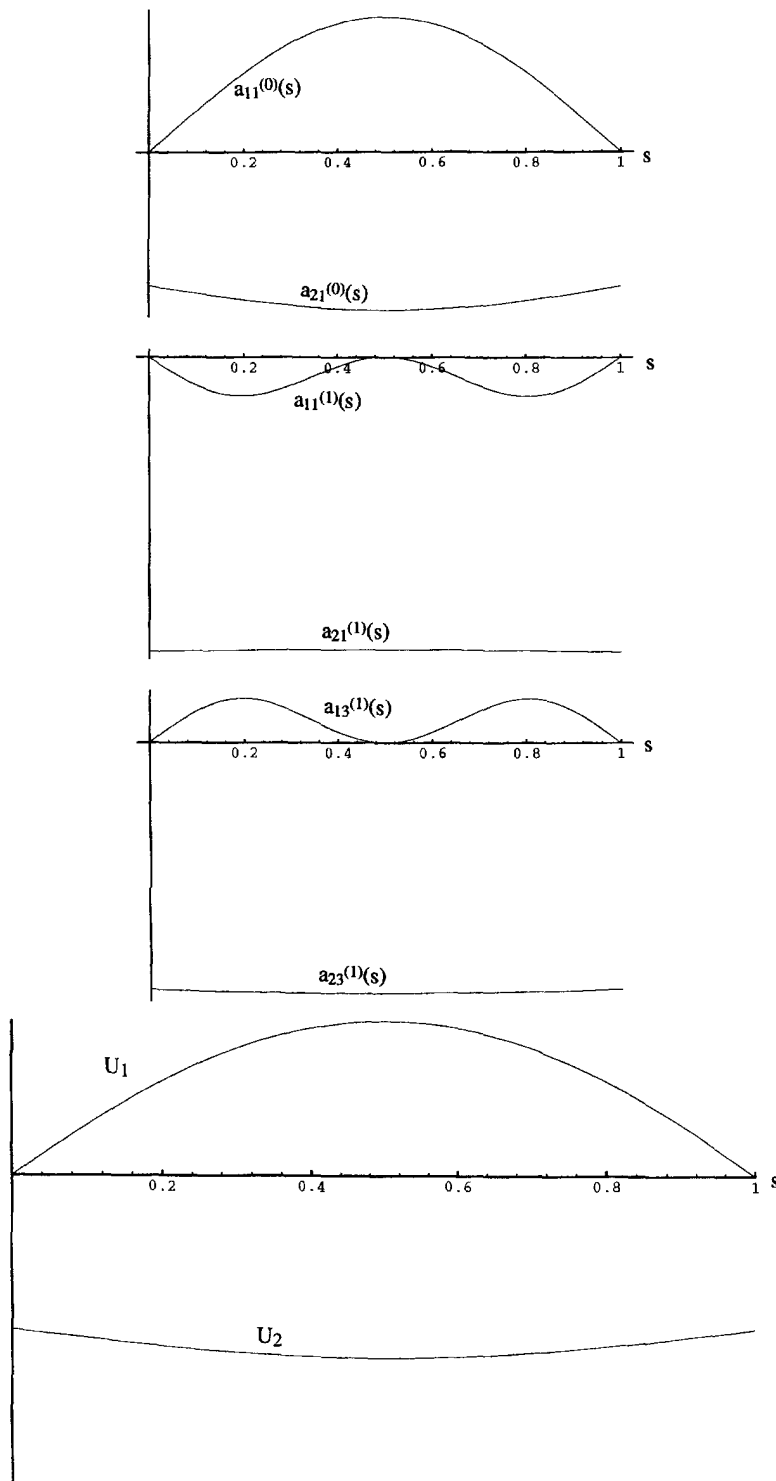 a₁₁⁽⁰⁾(s)
0.2 0.4 0.6 0.8 1 s
a₂₁⁽⁰⁾(s)
0.2 0.4 0.6 0.8 1 s
a₁₁⁽¹⁾(s)
a₂₁⁽¹⁾(s)
a₁₃⁽¹⁾(s)
0.2 0.4 0.6 0.8 1 s
a₂₃⁽¹⁾(s)
U₁
0.2 0.4 0.6 0.8 1 s
U₂